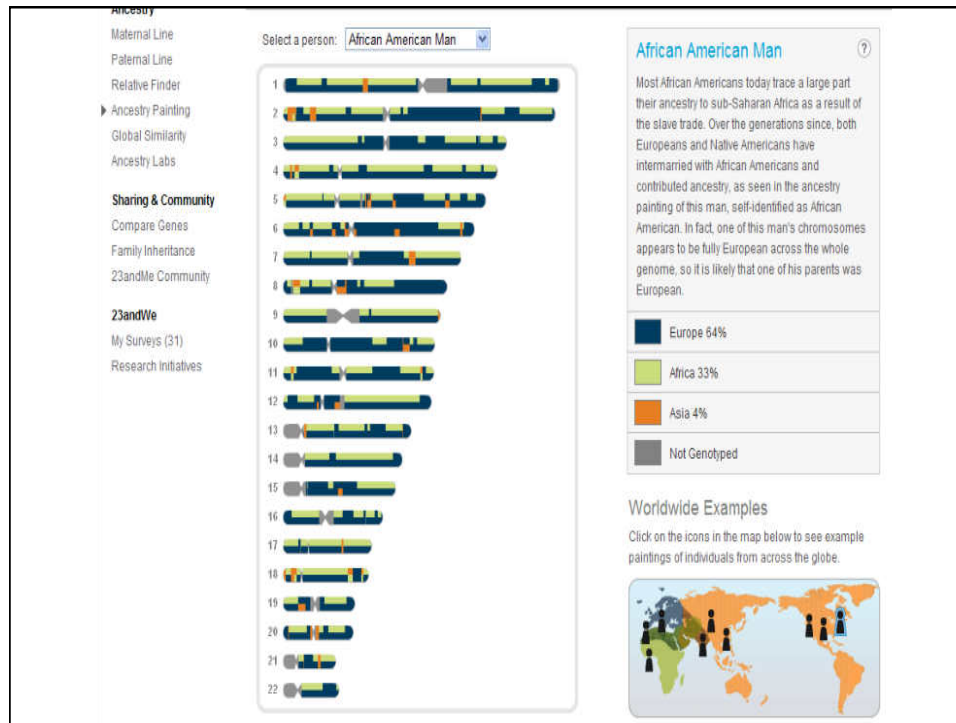 Ancestry
Maternal Line
Paternal Line
Relative Finder
Ancestry Painting
Global Similarity
Ancestry Labs
Sharing & Community
Compare Genes
Family Inheritance
23andMe Community
23andWe
My Surveys (31)
Research Initiatives
Select a person: African American Man
1
2
3
4
5
6
7
8
9
10
11
12
13
14
15
16
17
18
19
20
21
22
African American Man ?
Most African Americans today trace a large part
their ancestry to sub-Saharan Africa as a result of
the slave trade. Over the generations since, both
Europeans and Native Americans have
intermarried with African Americans and
contributed ancestry, as seen in the ancestry
painting of this man, self-identified as African
American. In fact, one of this man's chromosomes
appears to be fully European across the whole
genome, so it is likely that one of his parents was
European.
Europe 64%
Africa 33%
Asia 4%
Not Genotyped
Worldwide Examples
Click on the icons in the map below to see example
paintings of individuals from across the globe.